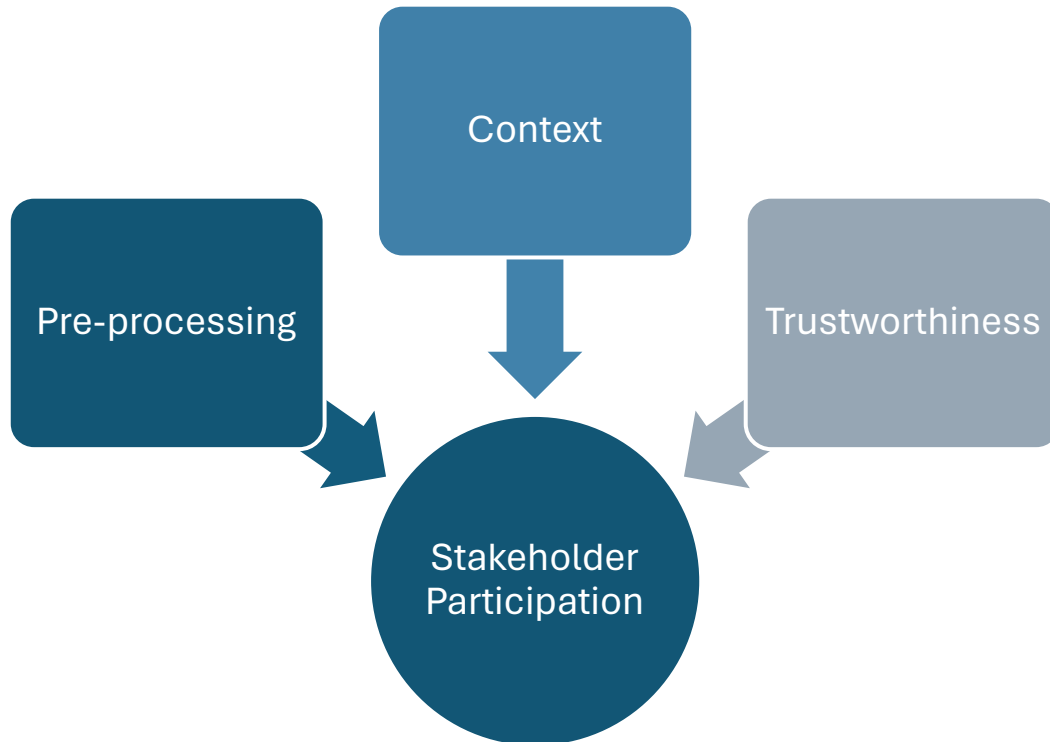 Context
Pre-processing
Trustworthiness
Stakeholder
Participation